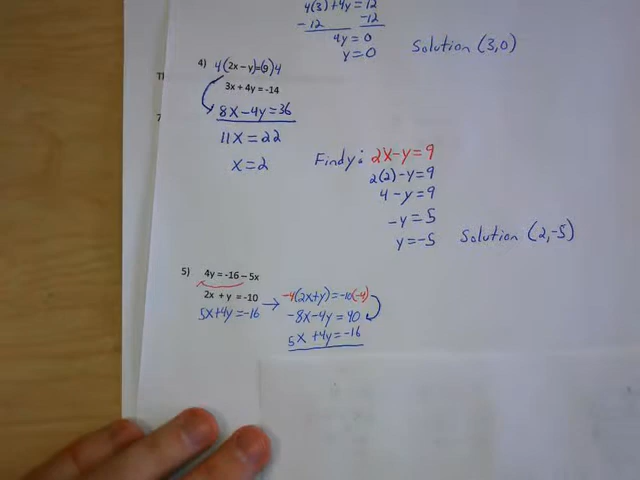 4(3) + 4y = 12
-12 -12
4y = 0
y = 0
Solution (3,0)
4) 4(2x – y)=(9)4
3x + 4y = -14
8x - 4y = 36
11x = 22
x = 2
Find y: 2x - y = 9
2(2) - y = 9
4 - y = 9
-y = 5
y = -5
Solution (2, -5)
5) 4y = -16 – 5x
2x + y = -10 → -4(2x+y) = -10(-4)
5x + 4y = -16
-8x - 4y = 40
5x + 4y = -16